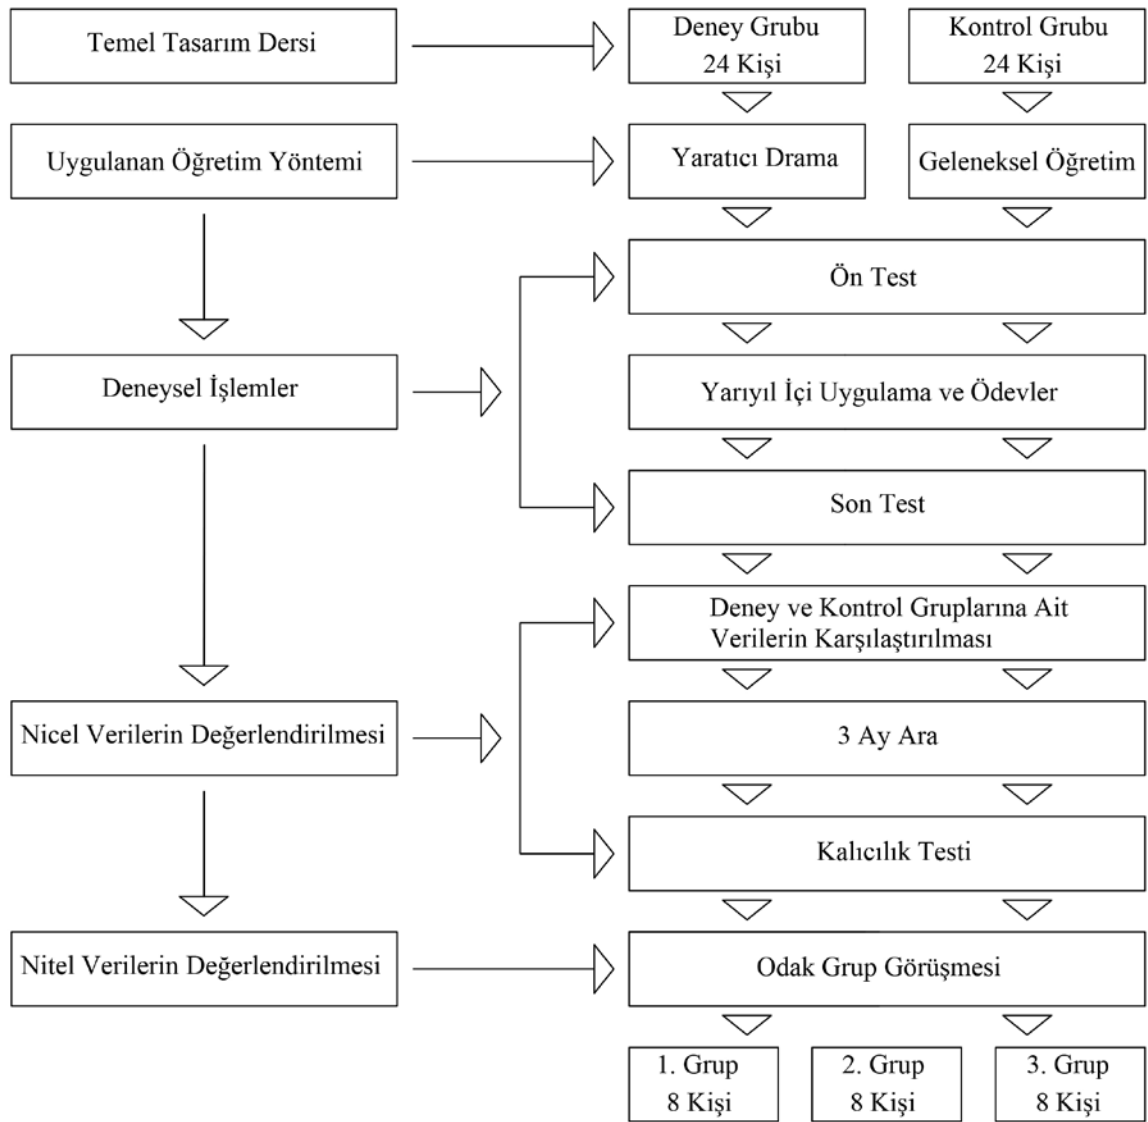 Temel Tasarım Dersi
Deney Grubu
24 Kişi
Kontrol Grubu
24 Kişi
Uygulanan Öğretim Yöntemi
Yaratıcı Drama
Geleneksel Öğretim
Ön Test
Deneysel İşlemler
Yarıyıl İçi Uygulama ve Ödevler
Son Test
Deney ve Kontrol Gruplarına Ait
Verilerin Karşılaştırılması
Nicel Verilerin Değerlendirilmesi
3 Ay Ara
Kalıcılık Testi
Nitel Verilerin Değerlendirilmesi
Odak Grup Görüşmesi
1. Grup
8 Kişi
2. Grup
8 Kişi
3. Grup
8 Kişi